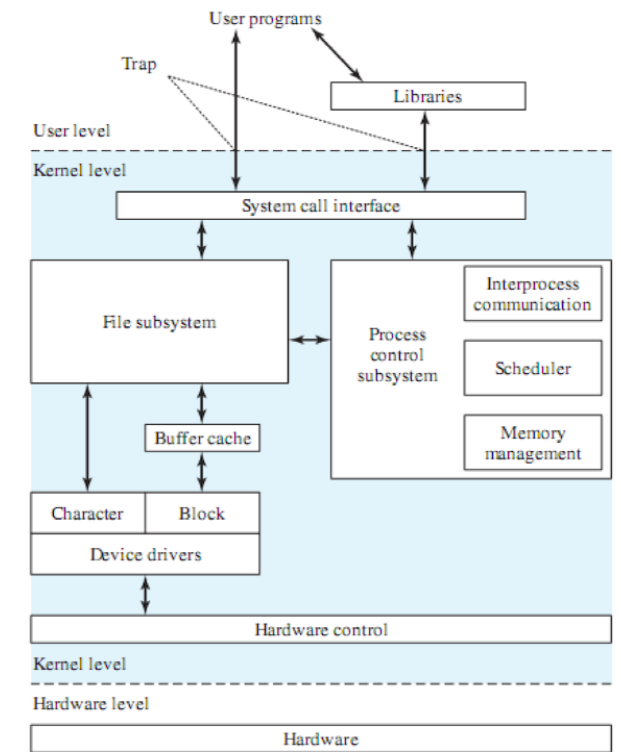 User programs
Trap
Libraries
User level
Kernel level
System call interface
File subsystem
Process
control
subsystem
Interprocess
communication
Scheduler
Memory
management
Buffer cache
Character
Block
Device drivers
Hardware control
Kernel level
Hardware level
Hardware